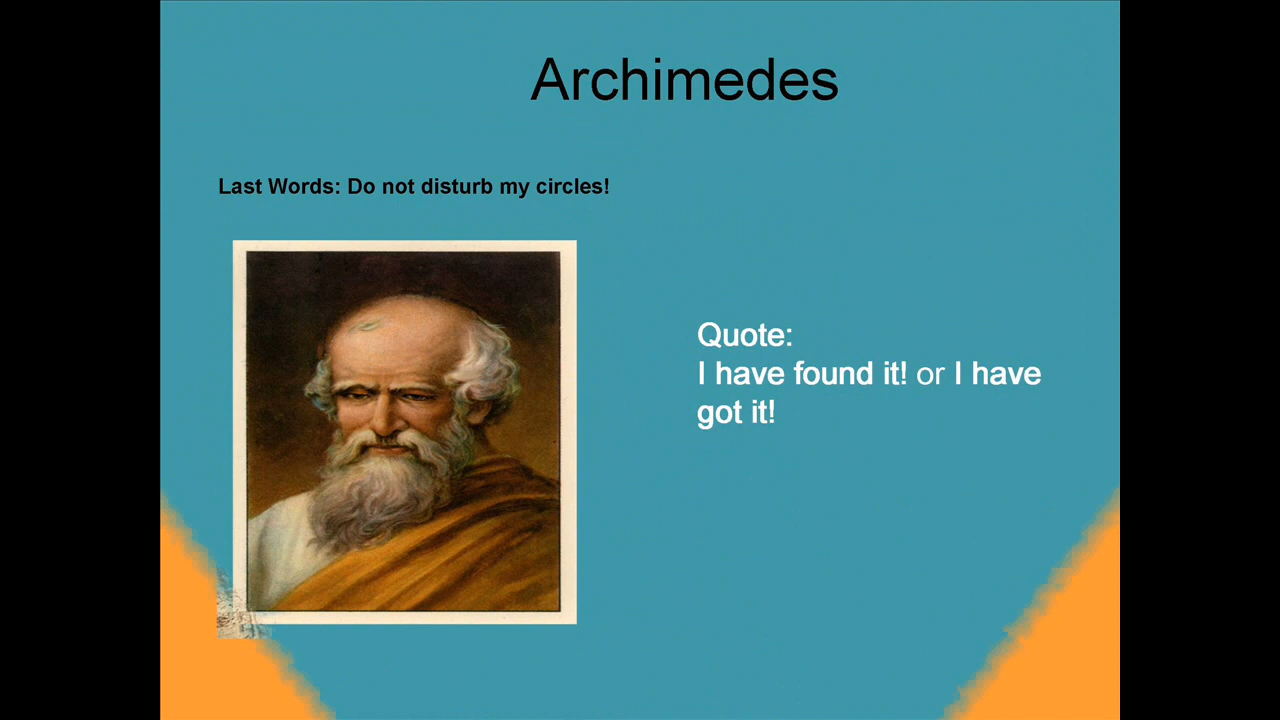 Archimedes
Last Words: Do not disturb my circles!
Quote:
I have found it! or I have
got it!